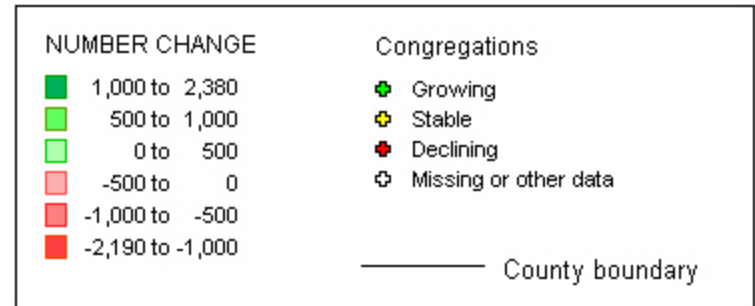 NUMBER CHANGE
1,000 to 2,380
500 to 1,000
0 to 500
-500 to 0
-1,000 to -500
-2,190 to -1,000
Congregations
Growing
Stable
Declining
Missing or other data
County boundary